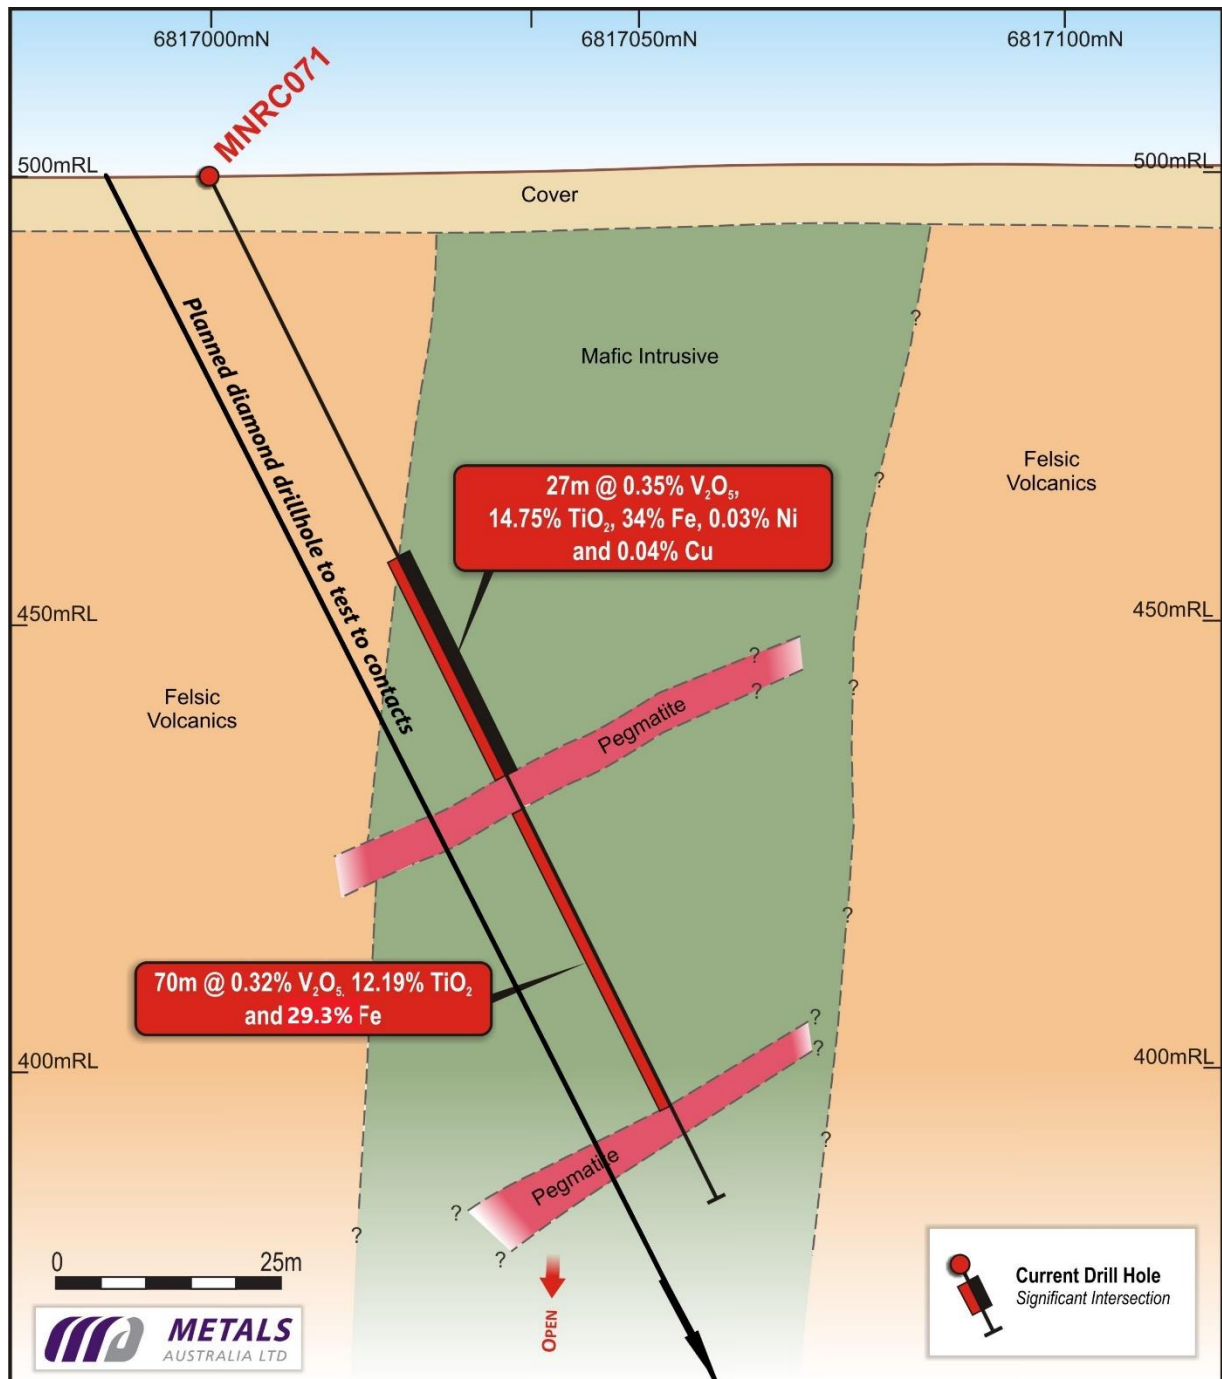 6817000mN
6817050mN
6817100mN
MNRC071
500mRL
500mRL
Cover
Planned diamond drillhole to test to contacts
Mafic Intrusive
?
?
Felsic
Volcanics
27m @ 0.35% V₂O₅,
14.75% TiO₂, 34% Fe, 0.03% Ni
and 0.04% Cu
450mRL
450mRL
Felsic
Volcanics
?
?
?
Pegmatite
?
70m @ 0.32% V₂O₅, 12.19% TiO₂
and 29.3% Fe
400mRL
400mRL
?
?
?
Pegmatite
?
?
?
OPEN
0 25m
METALS
AUSTRALIA LTD
Current Drill Hole
Significant Intersection